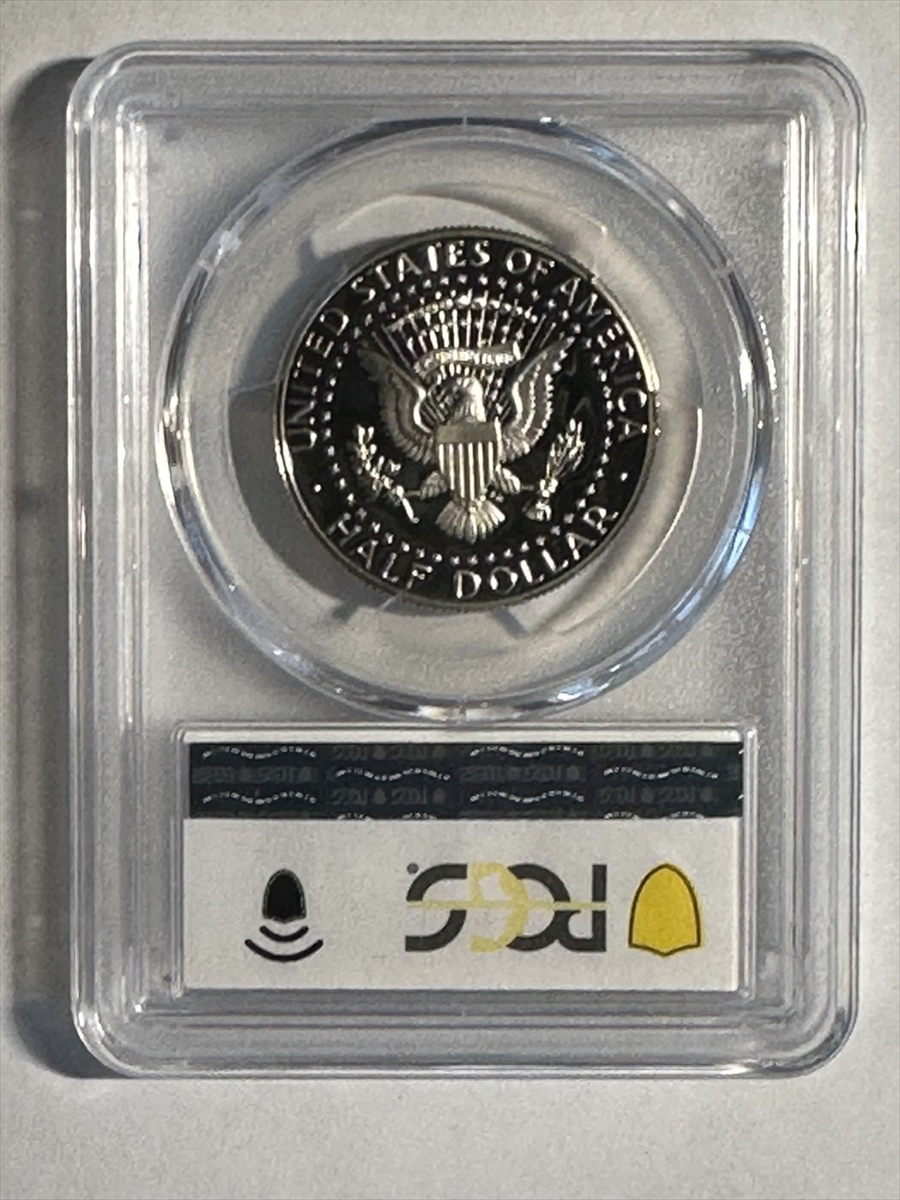 UNITED STATES OF AMERICA
HALF DOLLAR
PCGS